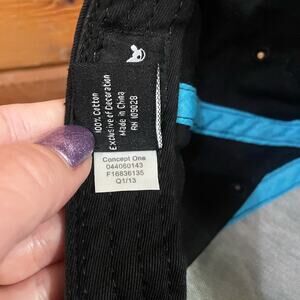 100% Cotton
Exclusive of Decoration
Made in China
RN 109028
Concept One
044060143
F16836135
Q1/13